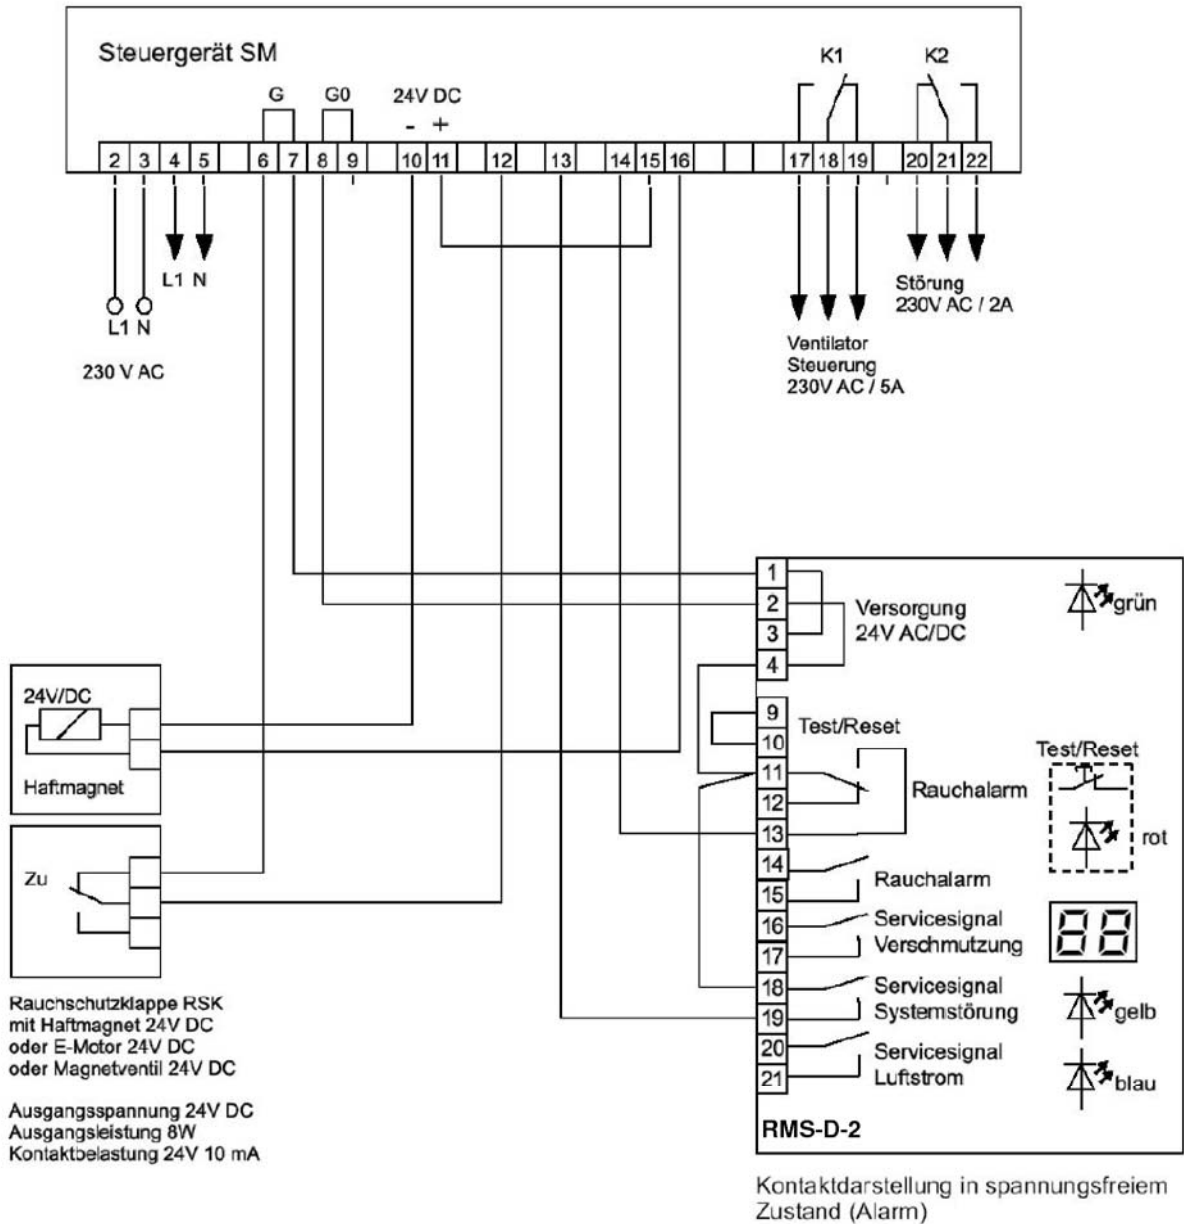 Steuergerät SM
K1 K2
G G0 24V DC
- +
2 3 4 5 6 7 8 9 10 11 12 13 14 15 16 17 18 19 20 21 22
L1 N
L1 N
230 V AC
Störung
230V AC / 2A
Ventilator
Steuerung
230V AC / 5A
1
2
3
4
Versorgung
24V AC/DC
grün
24V/DC
Haftmagnet
9
10
11
12
13
Test/Reset
Rauchalarm
Test/Reset
rot
Zu
14
15
Rauchalarm
16
17
Servicesignal
Verschmutzung
88
18
19
Servicesignal
Systemstörung
gelb
20
21
Servicesignal
Luftstrom
blau
RMS-D-2
Rauchschutzklappe RSK
mit Haftmagnet 24V DC
oder E-Motor 24V DC
oder Magnetventil 24V DC
Ausgangsspannung 24V DC
Ausgangsleistung 8W
Kontaktbelastung 24V 10 mA
Kontaktdarstellung in spannungsfreiem
Zustand (Alarm)